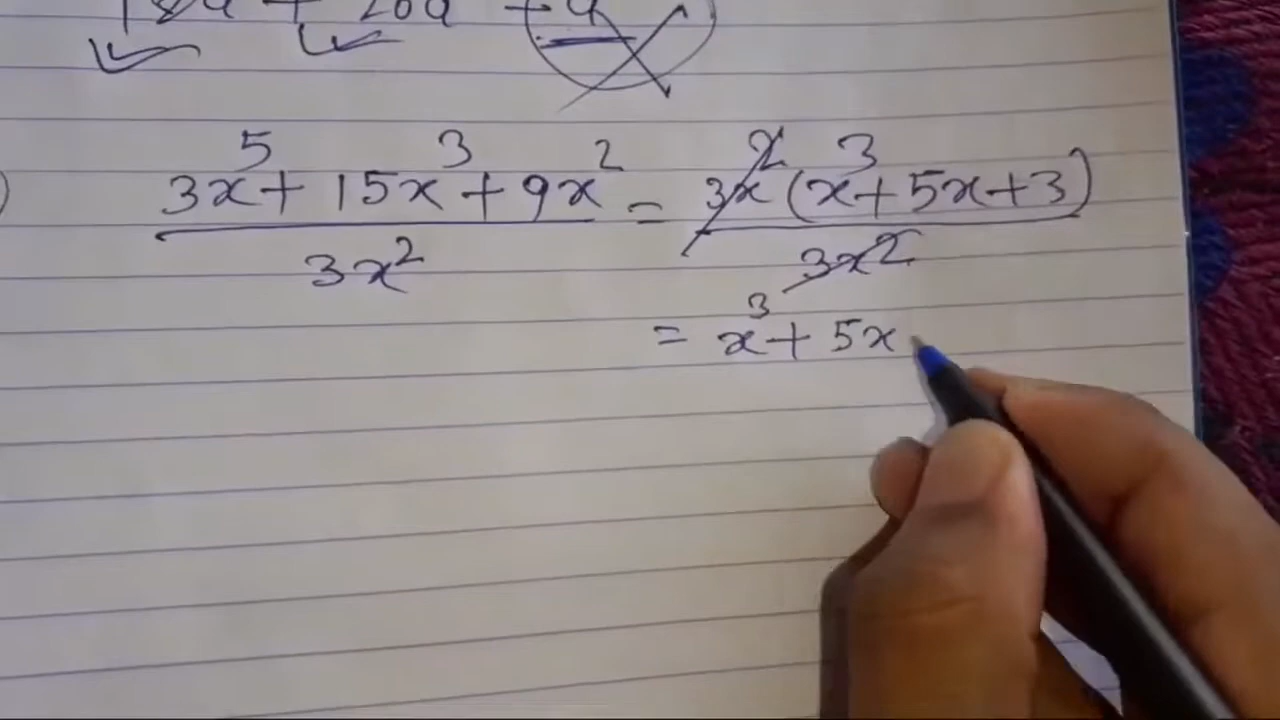 3x⁵ + 15x³ + 9x² / 3x² = 3x²(x³ + 5x + 3) / 3x²
= x³ + 5x